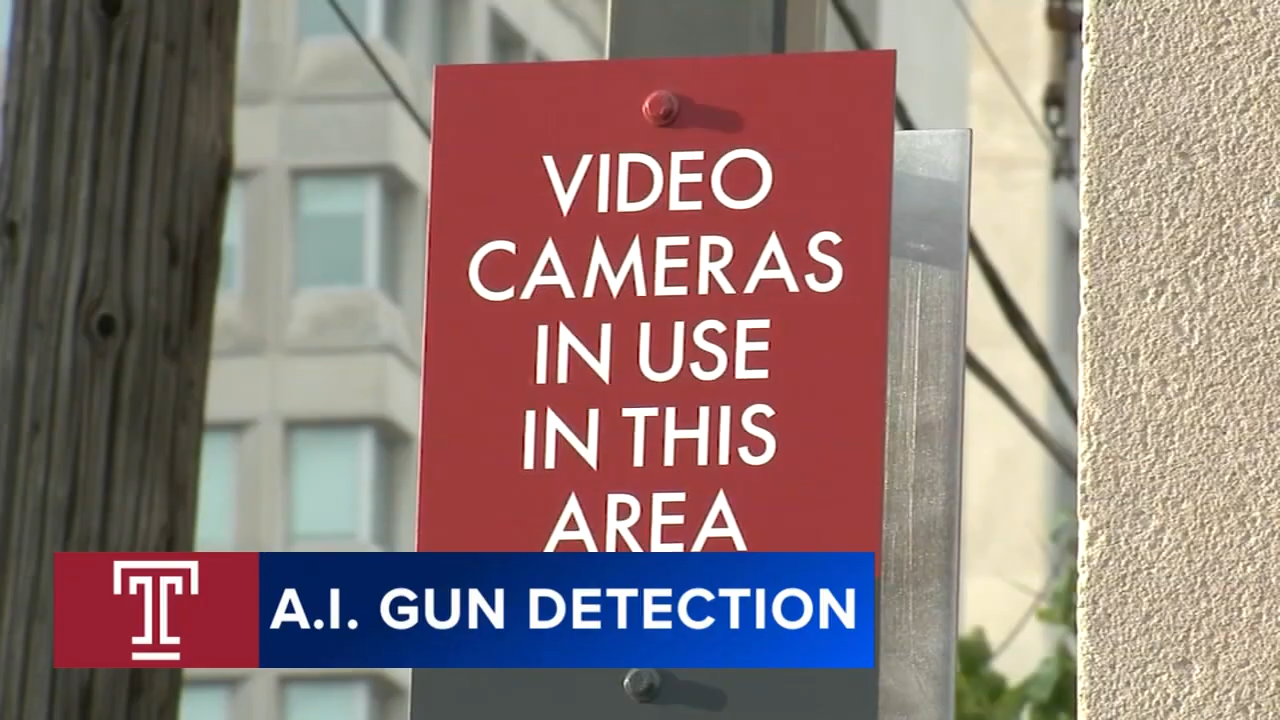 VIDEO
CAMERAS
IN USE
IN THIS
AREA
T A.I. GUN DETECTION